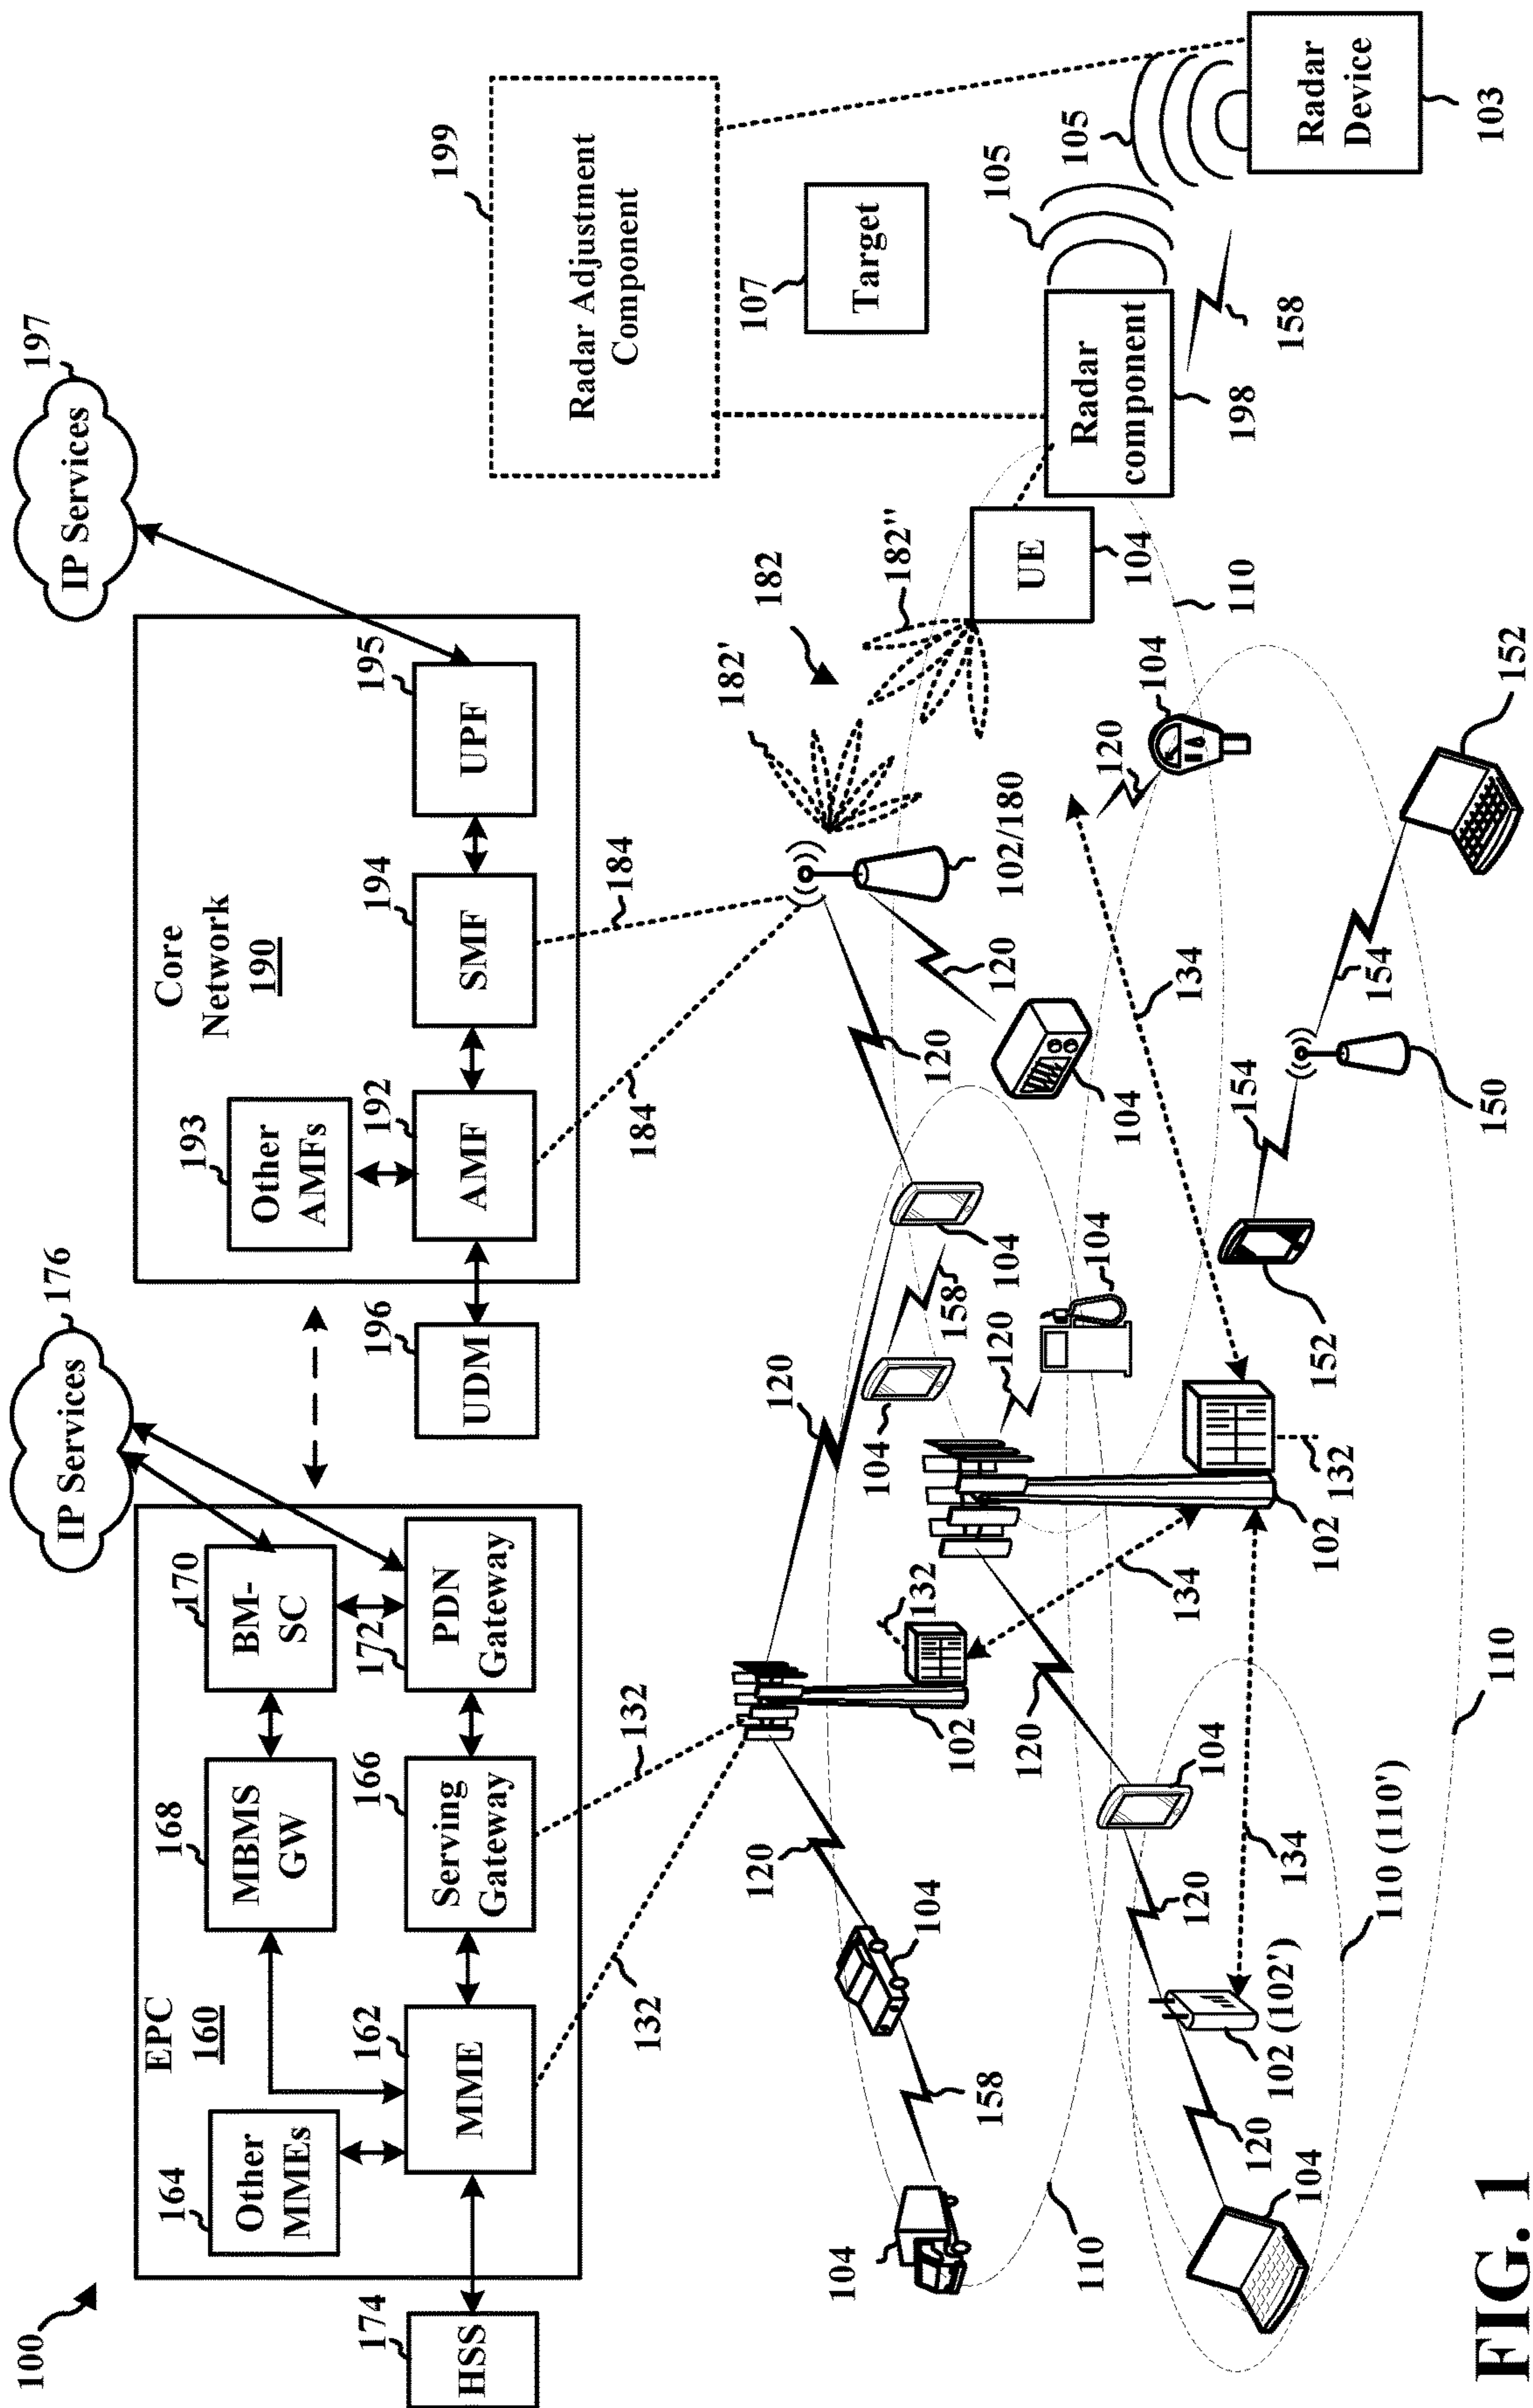 100
IP Services
176
IP Services
197
EPC
160
164
Other
MMEs
168
MBMS
GW
170
BM-
SC
162
MME
166
Serving
Gateway
172
PDN
Gateway
174
HSS
Core
Network
190
193
Other
AMFs
192
AMF
194
SMF
195
UPF
196
UDM
199
Radar Adjustment
Component
132
132
184
184
182'
182
182"
107
Target
105
105
Radar
Device
103
Radar
component
198
158
UE
104
110
102/180
120
120
104
104
120
104
158
104
120
104
120
104
158
110
132
102
134
120
120
104
132
102
134
134
104
120
120
102 (102')
120
104
110 (110')
110
152
154
150
154
152
FIG. 1